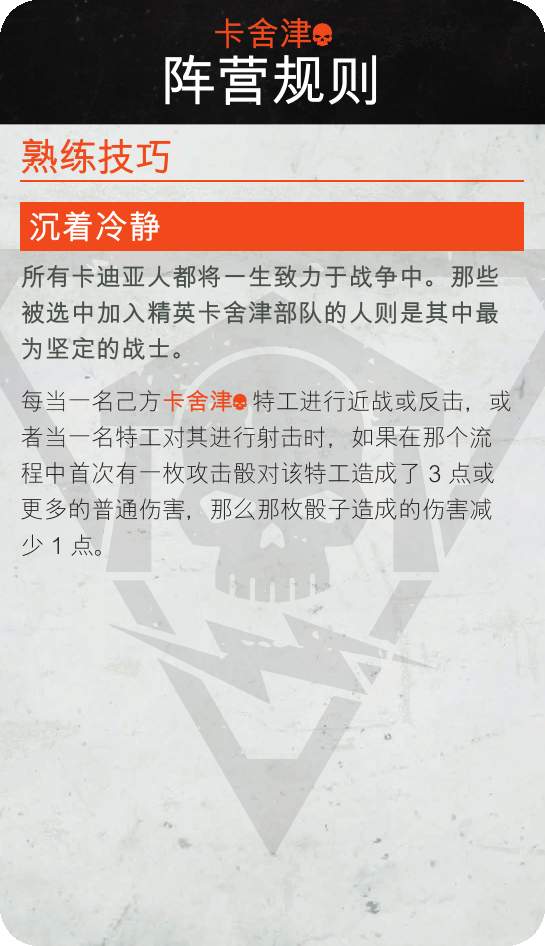 卡舍津
阵营规则
熟练技巧
沉着冷静
所有卡迪亚人都将一生致力于战争中。那些
被选中加入精英卡舍津部队的人则是其中最
为坚定的战士。
每当一名己方卡舍津特工进行近战或反击，或
者当一名特工对其进行射击时，如果在那个流
程中首次有一枚攻击骰对该特工造成了 3 点或
更多的普通伤害，那么那枚骰子造成的伤害减
少 1 点。